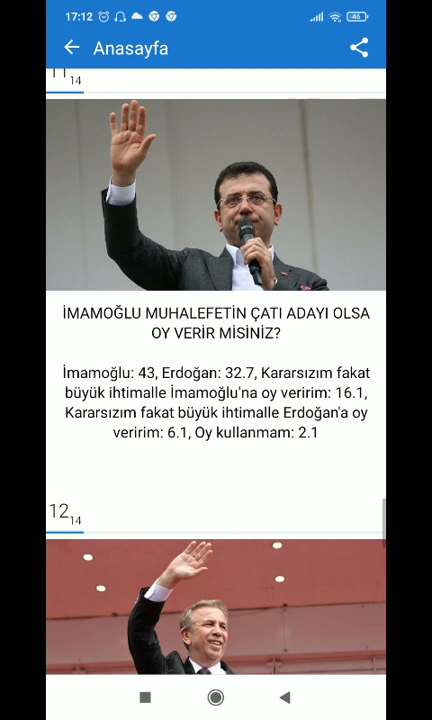 17:12 46
Anasayfa
11 14
İMAMOĞLU MUHALEFETİN ÇATI ADAYI OLSA
OY VERİR MİSİNİZ?
İmamoğlu: 43, Erdoğan: 32.7, Kararsızım fakat
büyük ihtimalle İmamoğlu'na oy veririm: 16.1,
Kararsızım fakat büyük ihtimalle Erdoğan'a oy
veririm: 6.1, Oy kullanmam: 2.1
12 14